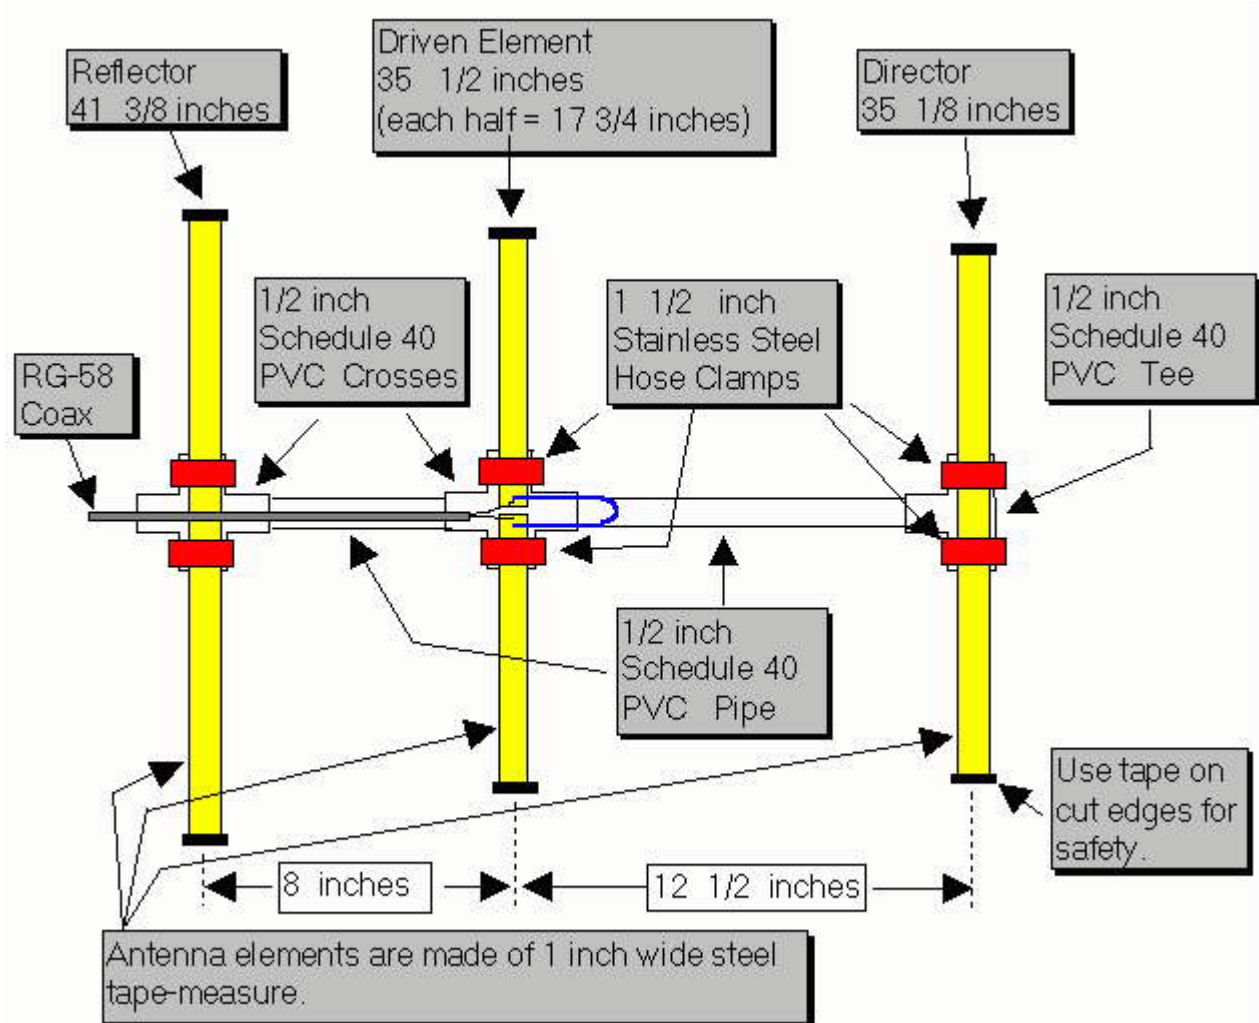 Reflector
41 3/8 inches
Driven Element
35 1/2 inches
(each half = 17 3/4 inches)
Director
35 1/8 inches
RG-58
Coax
1/2 inch
Schedule 40
PVC Crosses
1 1/2 inch
Stainless Steel
Hose Clamps
1/2 inch
Schedule 40
PVC Tee
1/2 inch
Schedule 40
PVC Pipe
Use tape on
cut edges for
safety.
8 inches
12 1/2 inches
Antenna elements are made of 1 inch wide steel
tape-measure.